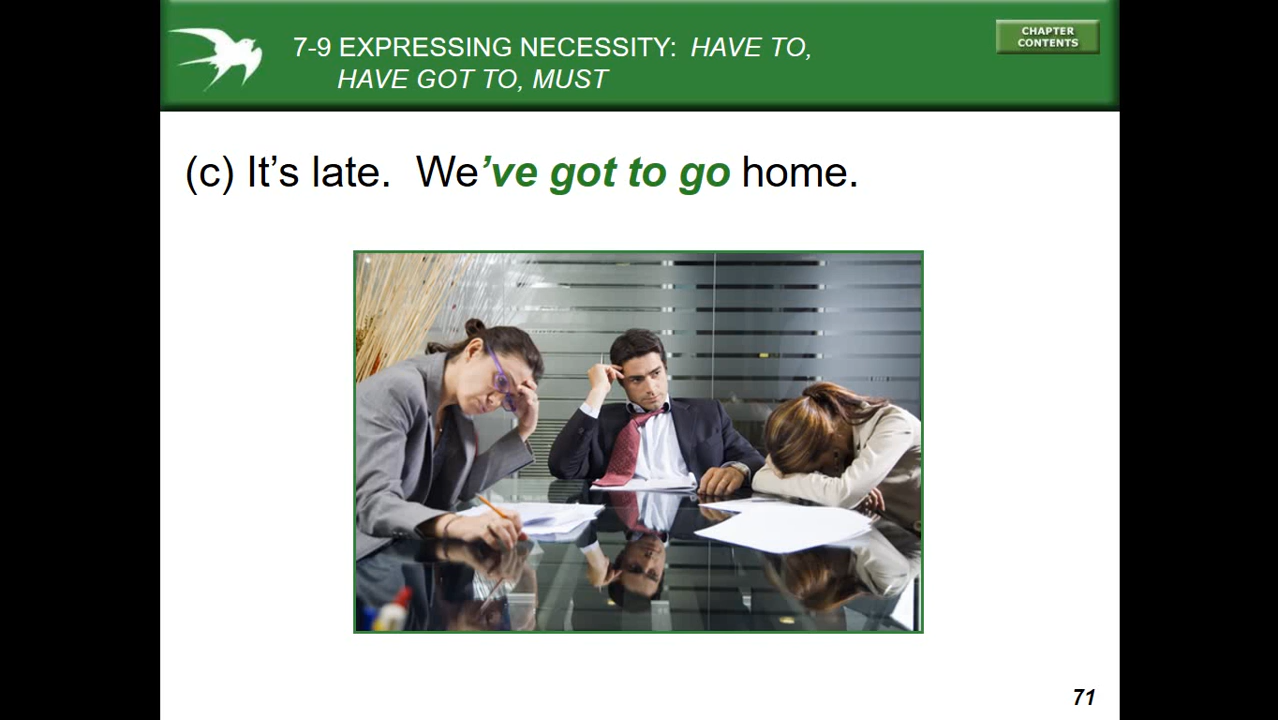 7-9 EXPRESSING NECESSITY: HAVE TO,
HAVE GOT TO, MUST
CHAPTER
CONTENTS
(c) It’s late. We’ve got to go home.
71